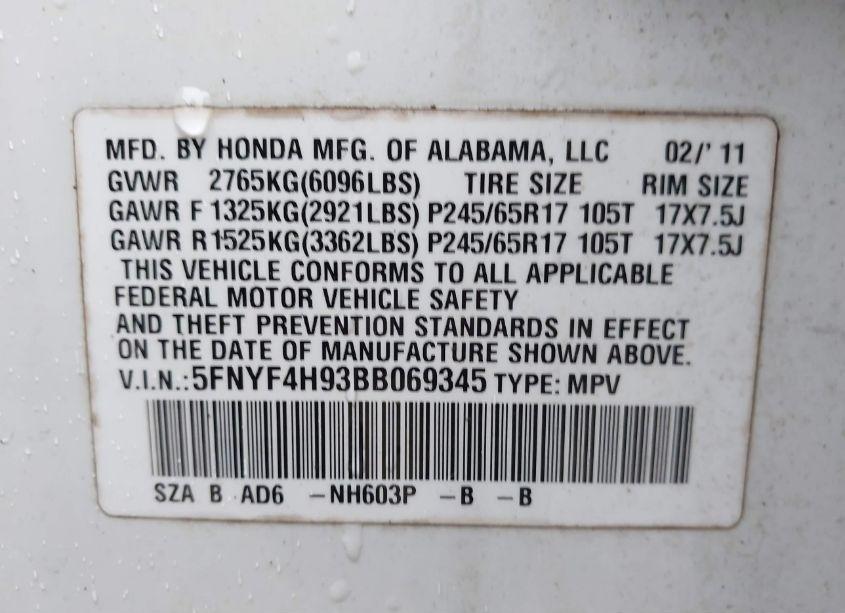 MFD. BY HONDA MFG. OF ALABAMA, LLC 02/' 11
GVWR 2765KG(6096LBS) TIRE SIZE RIM SIZE
GAWR F 1325KG(2921LBS) P245/65R17 105T 17X7.5J
GAWR R1525KG(3362LBS) P245/65R17 105T 17X7.5J
THIS VEHICLE CONFORMS TO ALL APPLICABLE
FEDERAL MOTOR VEHICLE SAFETY
AND THEFT PREVENTION STANDARDS IN EFFECT
ON THE DATE OF MANUFACTURE SHOWN ABOVE.
V.I.N.:5FNYF4H93BB069345 TYPE: MPV
SZA B AD6 -NH603P -B -B